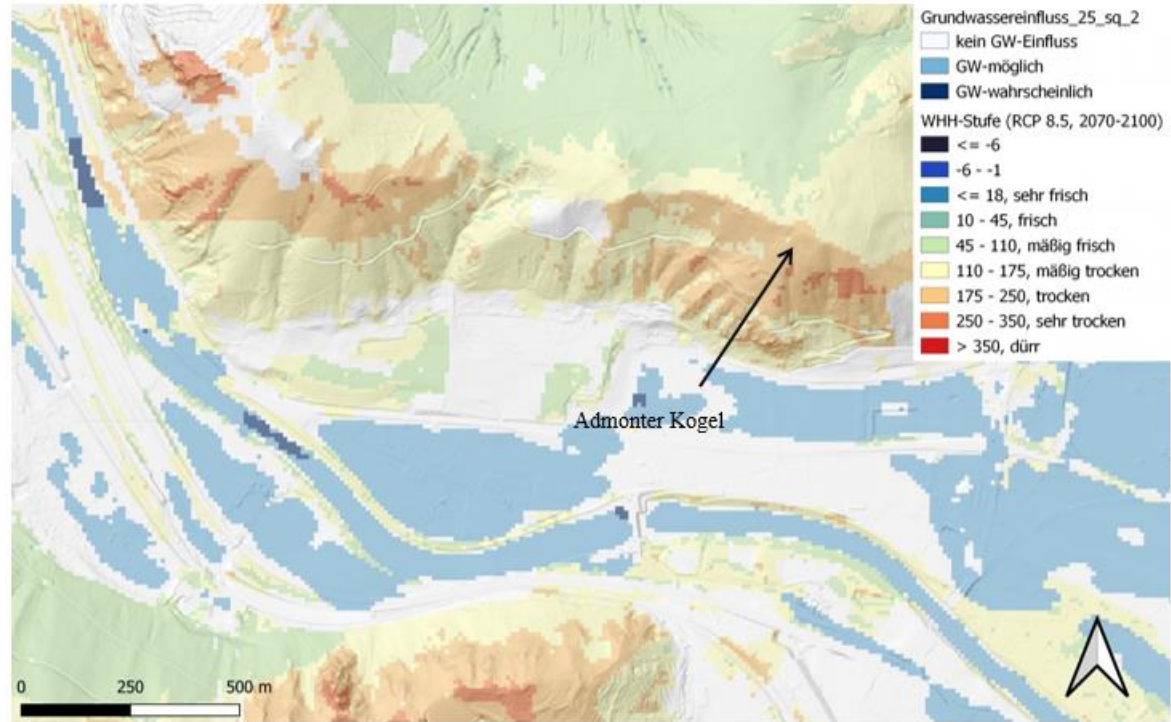 Grundwassereinfluss_25_sq_2
kein GW-Einfluss
GW-möglich
GW-wahrscheinlich
WHH-Stufe (RCP 8.5, 2070-2100)
<= -6
-6 - -1
<= 18, sehr frisch
10 - 45, frisch
45 - 110, mäßig frisch
110 - 175, mäßig trocken
175 - 250, trocken
250 - 350, sehr trocken
> 350, dürr
Admonter Kogel
0 250 500 m